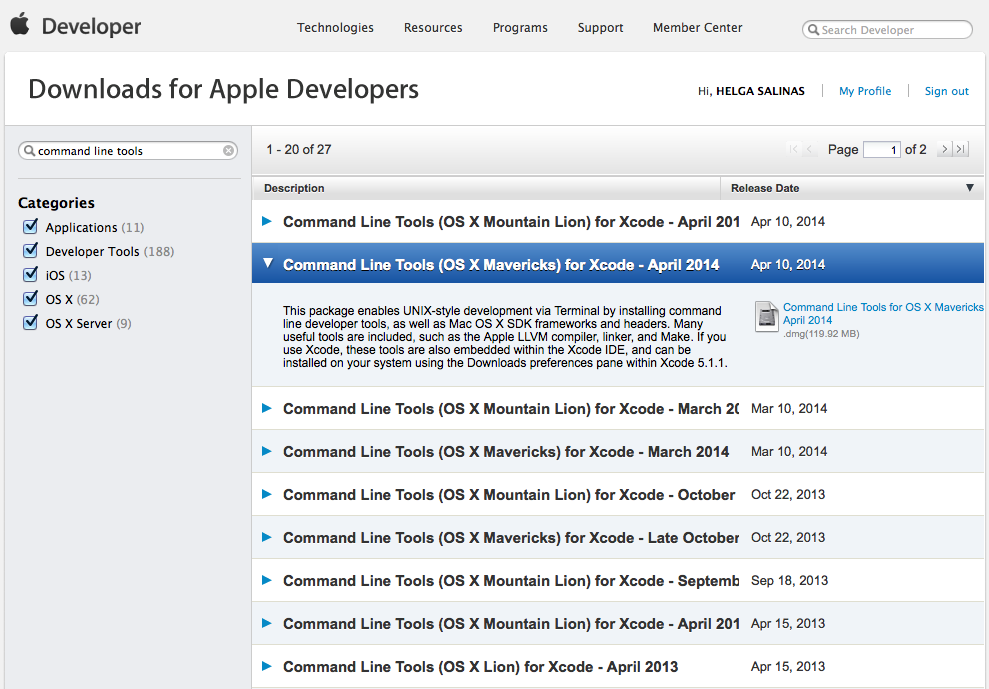 Developer
Technologies Resources Programs Support Member Center
Search Developer
Downloads for Apple Developers
Hi, HELGA SALINAS My Profile Sign out
command line tools
1 - 20 of 27
Page 1 of 2
Description Release Date
Categories
Applications (11)
Developer Tools (188)
iOS (13)
OS X (62)
OS X Server (9)
Command Line Tools (OS X Mountain Lion) for Xcode - April 201 Apr 10, 2014
Command Line Tools (OS X Mavericks) for Xcode - April 2014 Apr 10, 2014
This package enables UNIX-style development via Terminal by installing command
line developer tools, as well as Mac OS X SDK frameworks and headers. Many
useful tools are included, such as the Apple LLVM compiler, linker, and Make. If you
use Xcode, these tools are also embedded within the Xcode IDE, and can be
installed on your system using the Downloads preferences pane within Xcode 5.1.1.
Command Line Tools for OS X Mavericks
April 2014
.dmg(119.92 MB)
Command Line Tools (OS X Mountain Lion) for Xcode - March 20 Mar 10, 2014
Command Line Tools (OS X Mavericks) for Xcode - March 2014 Mar 10, 2014
Command Line Tools (OS X Mountain Lion) for Xcode - October Oct 22, 2013
Command Line Tools (OS X Mavericks) for Xcode - Late October Oct 22, 2013
Command Line Tools (OS X Mountain Lion) for Xcode - Septemb Sep 18, 2013
Command Line Tools (OS X Mountain Lion) for Xcode - April 201 Apr 15, 2013
Command Line Tools (OS X Lion) for Xcode - April 2013 Apr 15, 2013